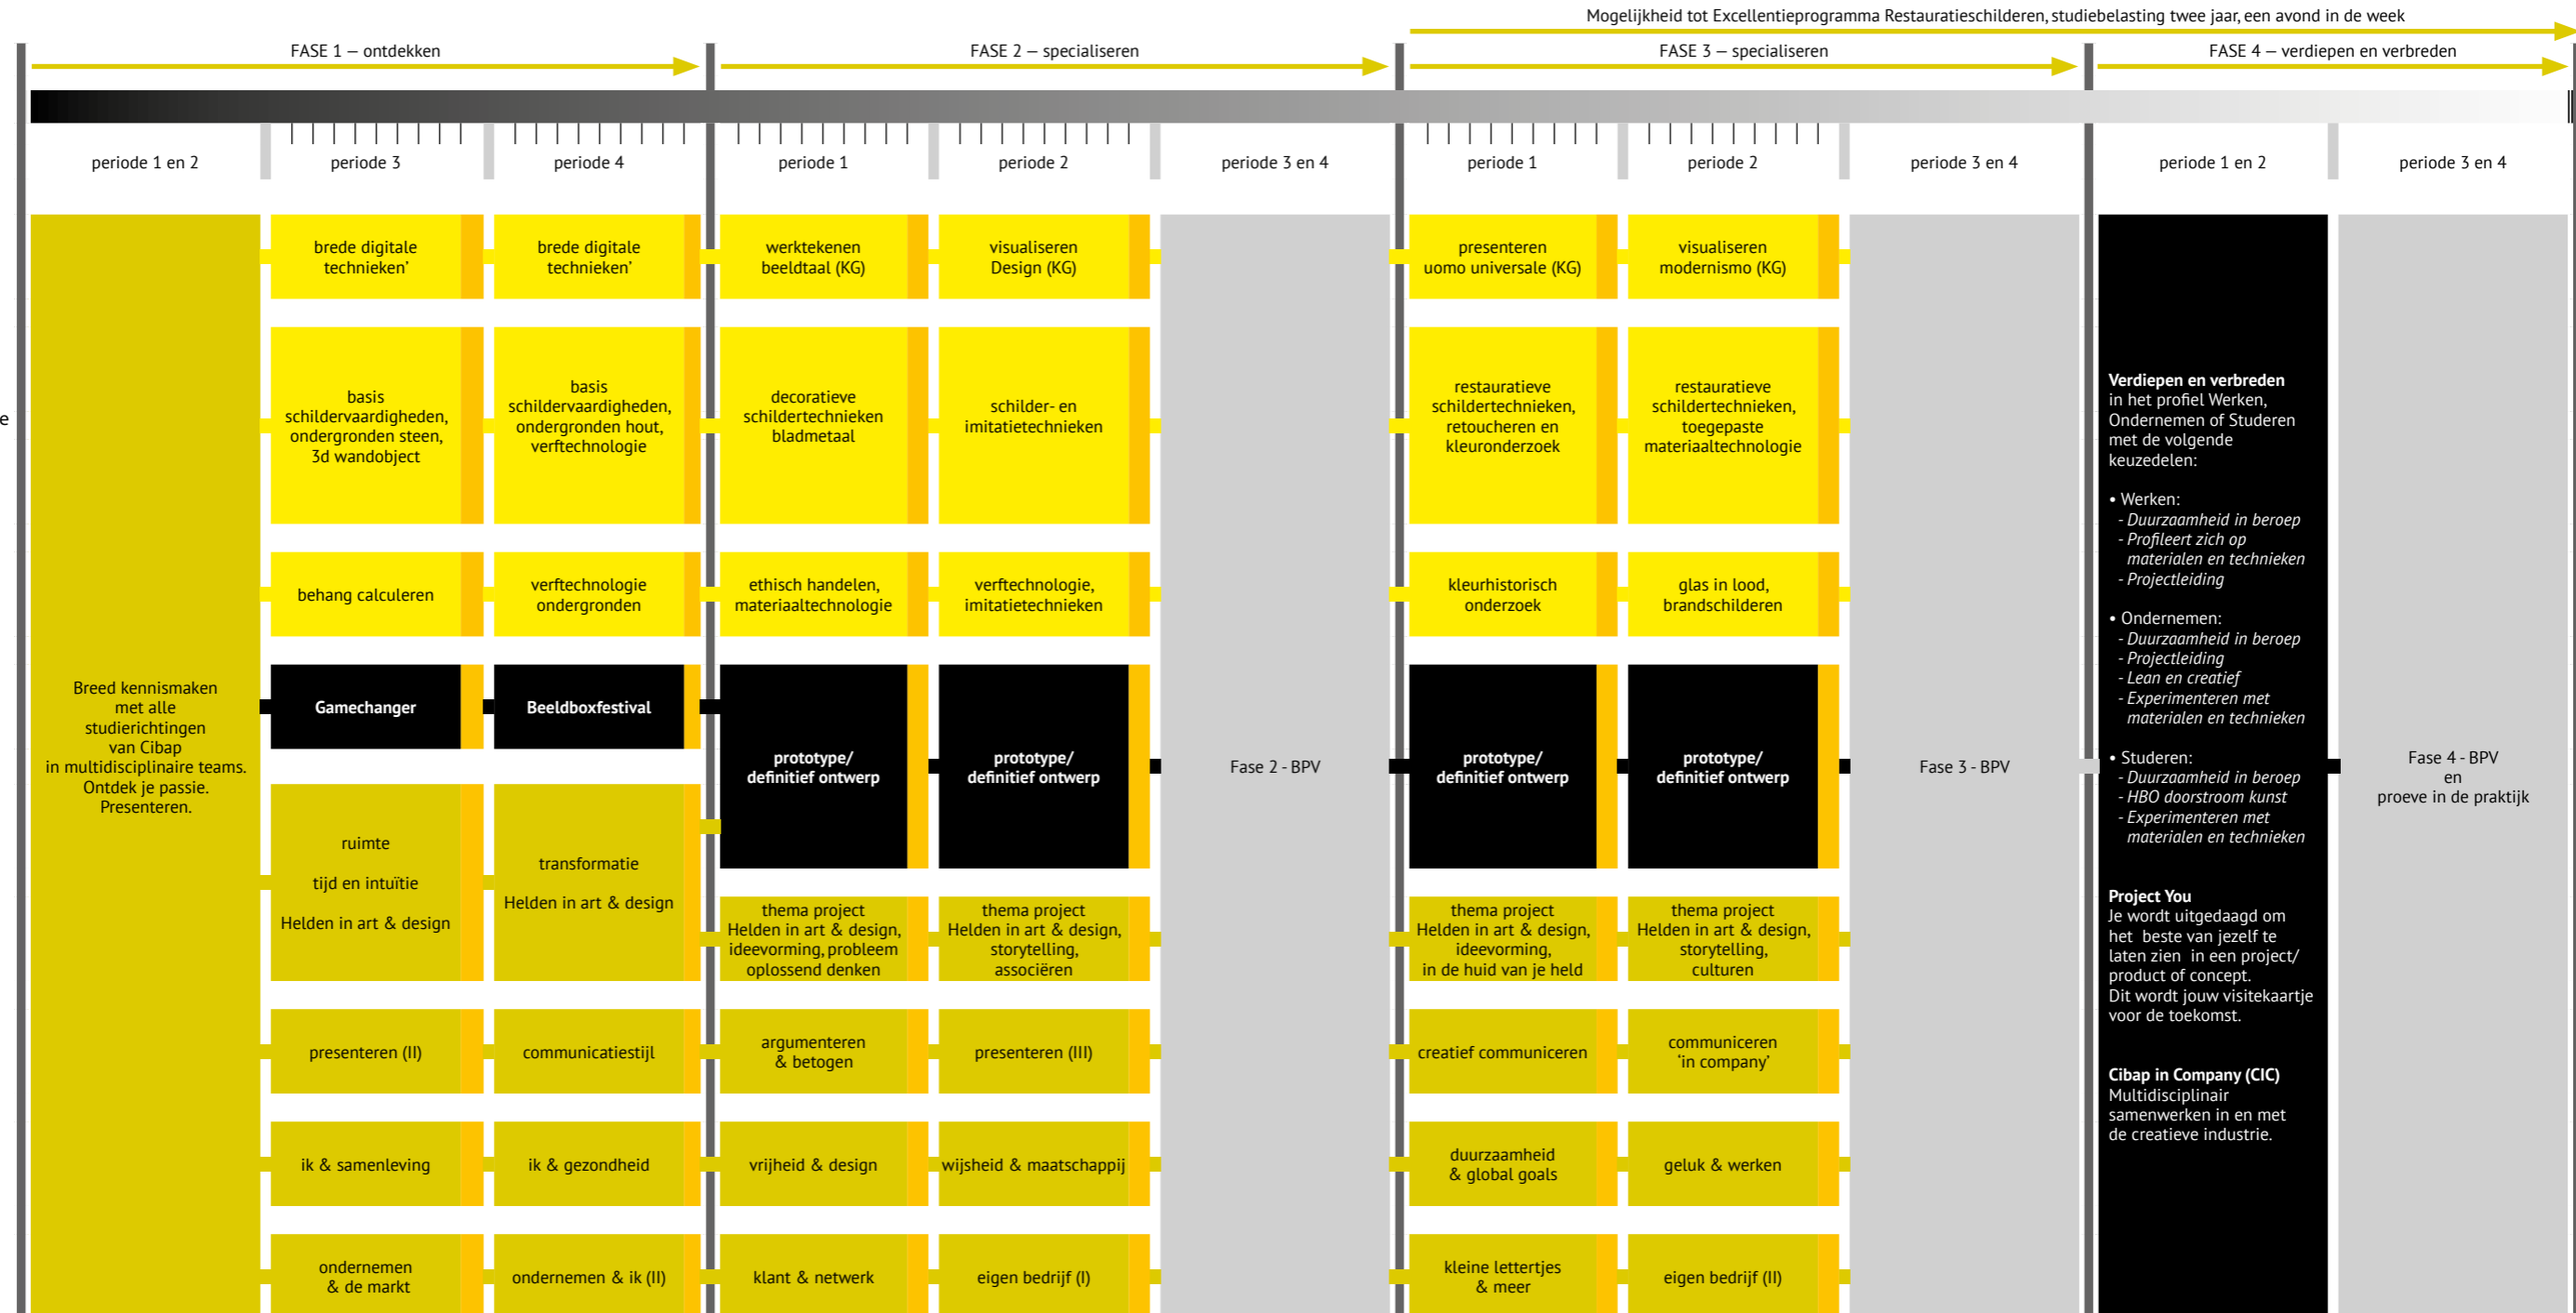 Mogelijkheid tot Excellentieprogramma Restauratieschilderen, studiebelasting twee jaar, een avond in de week
FASE 1 – ontdekken
FASE 2 – specialiseren
FASE 3 – specialiseren
FASE 4 – verdiepen en verbreden
periode 1 en 2
periode 3
periode 4
periode 1
periode 2
periode 3 en 4
periode 1
periode 2
periode 3 en 4
periode 1 en 2
periode 3 en 4
e
Breed kennismaken
met alle
studierichtingen
van Cibap
in multidisciplinaire teams.
Ontdek je passie.
Presenteren.
brede digitale
technieken’
basis
schildervaardigheden,
ondergronden steen,
3d wandobject
behang calculeren
Gamechanger
ruimte
tijd en intuïtie
Helden in art & design
presenteren (II)
ik & samenleving
ondernemen
& de markt
brede digitale
technieken’
basis
schildervaardigheden,
ondergronden hout,
verftechnologie
verftechnologie
ondergronden
Beeldboxfestival
transformatie
Helden in art & design
communicatiestijl
ik & gezondheid
ondernemen & ik (II)
werktekenen
beeldtaal (KG)
decoratieve
schildertechnieken
bladmetaal
ethisch handelen,
materiaaltechnologie
prototype/
definitief ontwerp
thema project
Helden in art & design,
ideevorming, probleem
oplossend denken
argumenteren
& betogen
vrijheid & design
klant & netwerk
visualiseren
Design (KG)
schilder- en
imitatietechnieken
verftechnologie,
imitatietechnieken
prototype/
definitief ontwerp
thema project
Helden in art & design,
storytelling,
associëren
presenteren (III)
wijsheid & maatschappij
eigen bedrijf (I)
Fase 2 - BPV
presenteren
uomo universale (KG)
restauratieve
schildertechnieken,
retoucheren en
kleuronderzoek
kleurhistorisch
onderzoek
prototype/
definitief ontwerp
thema project
Helden in art & design,
ideevorming,
in de huid van je held
creatief communiceren
duurzaamheid
& global goals
kleine lettertjes
& meer
visualiseren
modernismo (KG)
restauratieve
schildertechnieken,
toegepaste
materiaaltechnologie
glas in lood,
brandschilderen
prototype/
definitief ontwerp
thema project
Helden in art & design,
storytelling,
culturen
communiceren
‘in company’
geluk & werken
eigen bedrijf (II)
Fase 3 - BPV
Verdiepen en verbreden
in het profiel Werken,
Ondernemen of Studeren
met de volgende
keuzedelen:
• Werken:
- Duurzaamheid in beroep
- Profileert zich op
materialen en technieken
- Projectleiding
• Ondernemen:
- Duurzaamheid in beroep
- Projectleiding
- Lean en creatief
- Experimenteren met
materialen en technieken
• Studeren:
- Duurzaamheid in beroep
- HBO doorstroom kunst
- Experimenteren met
materialen en technieken
Project You
Je wordt uitgedaagd om
het beste van jezelf te
laten zien in een project/
product of concept.
Dit wordt jouw visitekaartje
voor de toekomst.
Cibap in Company (CIC)
Multidisciplinair
samenwerken in en met
de creatieve industrie.
Fase 4 - BPV
en
proeve in de praktijk